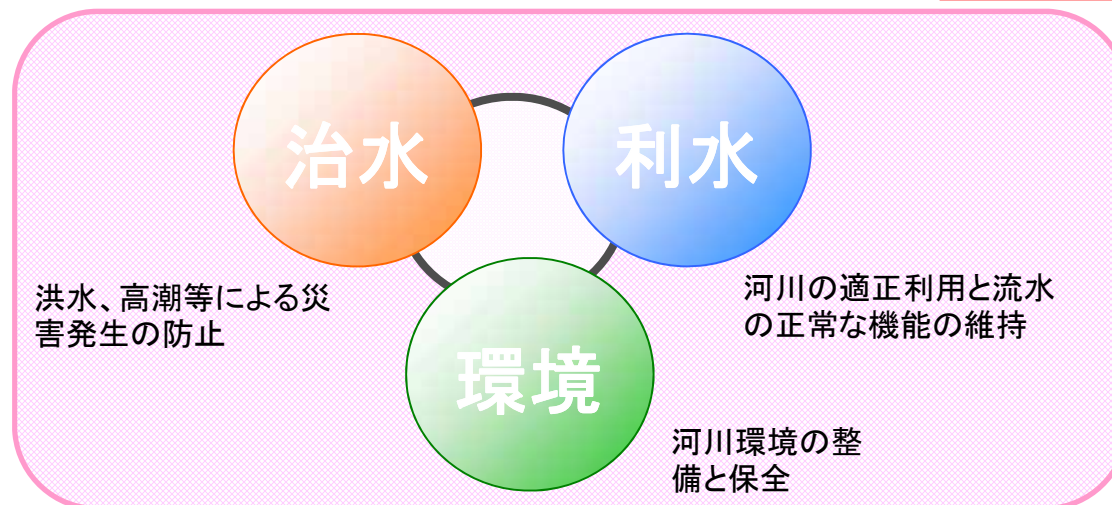 治水
利水
洪水、高潮等による災
害発生の防止
河川の適正利用と流水
の正常な機能の維持
環境
河川環境の整
備と保全